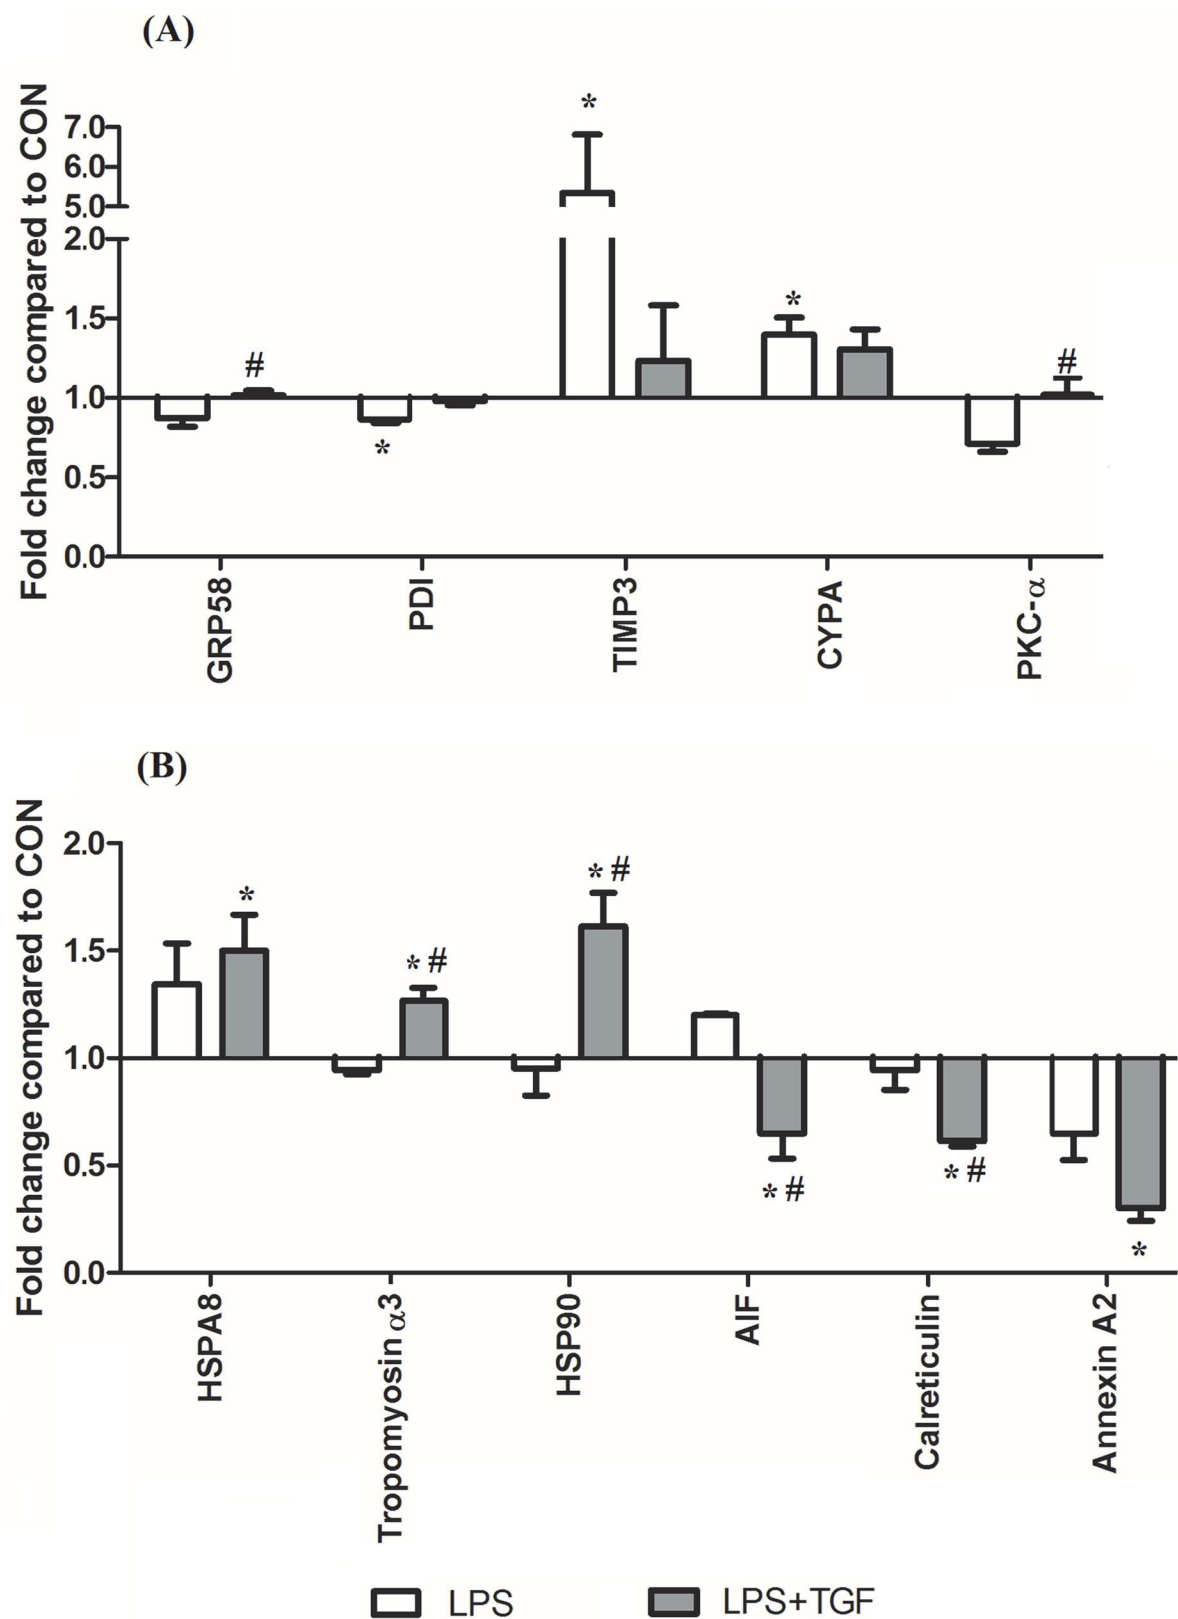 (A)
Fold change compared to CON
7.0
6.0
5.0
2.0
1.5
1.0
0.5
0.0
*
#
*
*
#
GRP58
PDI
TIMP3
CYPA
PKC-α
(B)
Fold change compared to CON
2.0
1.5
1.0
0.5
0.0
*
* #
* #
* #
* #
*
HSPA8
Tropomyosin α3
HSP90
AIF
Calreticulin
Annexin A2
LPS
LPS+TGF